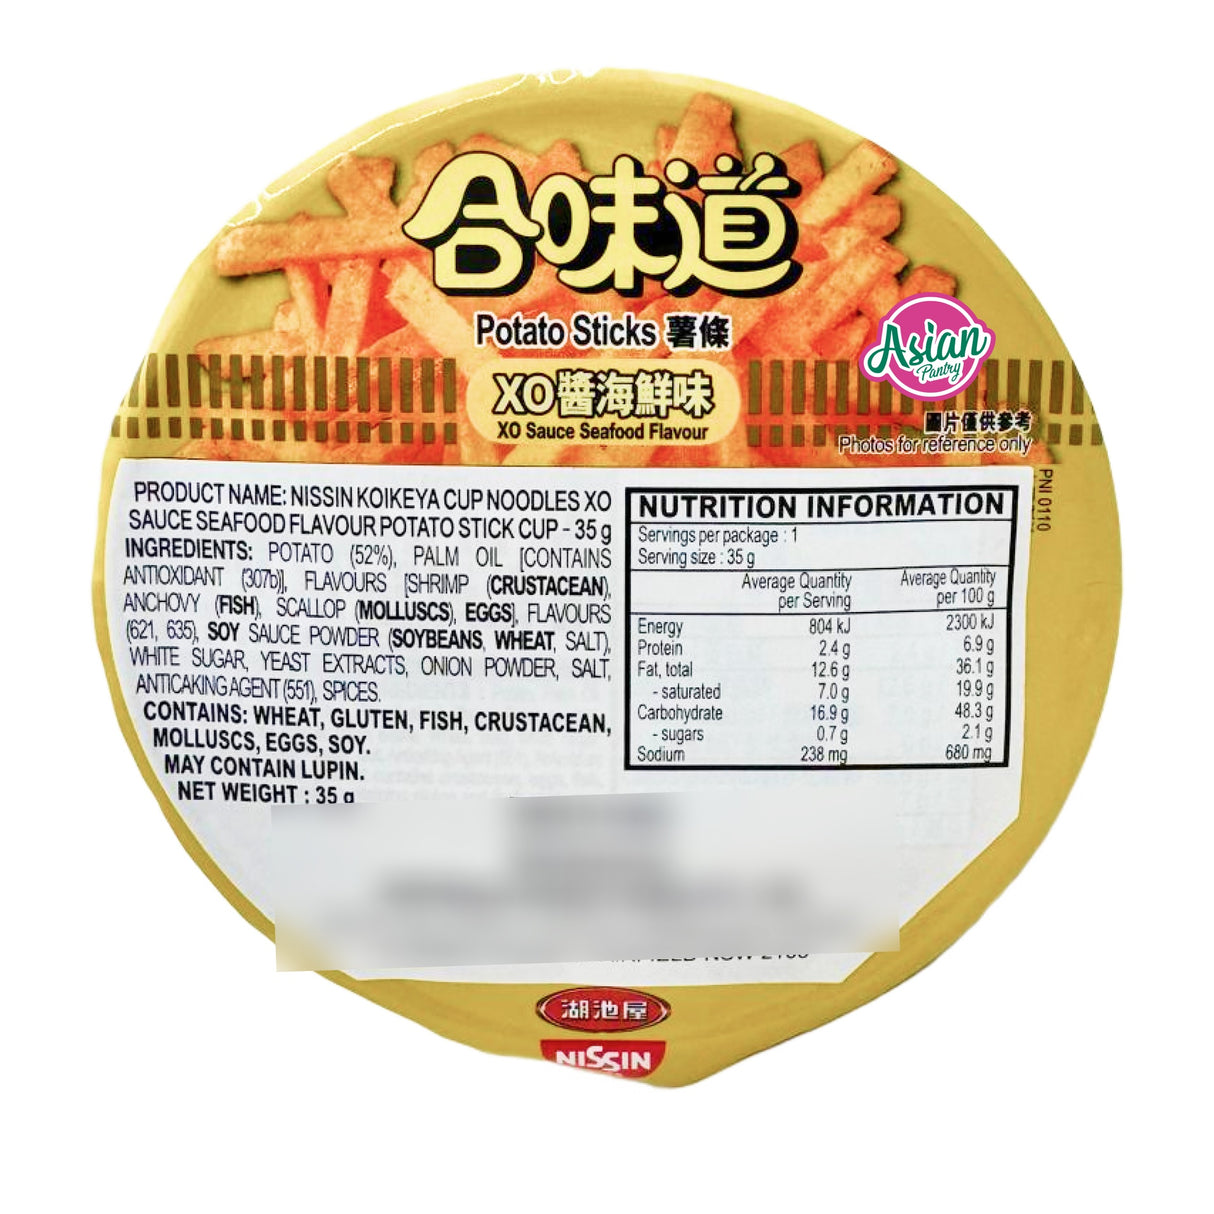 合味道
Potato Sticks 薯條
XO醬海鮮味
XO Sauce Seafood Flavour
Asian
Pantry
圖片僅供參考
Photos for reference only
PNI 0110
PRODUCT NAME: NISSIN KOIKEYA CUP NOODLES XO
SAUCE SEAFOOD FLAVOUR POTATO STICK CUP – 35 g
INGREDIENTS: POTATO (52%), PALM OIL [CONTAINS
ANTIOXIDANT (307b)], FLAVOURS [SHRIMP (CRUSTACEAN),
ANCHOVY (FISH), SCALLOP (MOLLUSCS), EGGS], FLAVOURS
(621, 635), SOY SAUCE POWDER (SOYBEANS, WHEAT, SALT),
WHITE SUGAR, YEAST EXTRACTS, ONION POWDER, SALT,
ANTICAKING AGENT (551), SPICES.
CONTAINS: WHEAT, GLUTEN, FISH, CRUSTACEAN,
MOLLUSCS, EGGS, SOY.
MAY CONTAIN LUPIN.
NET WEIGHT : 35 g
NUTRITION INFORMATION
Servings per package : 1
Serving size : 35 g
Average Quantity Average Quantity
per Serving per 100 g
Energy 804 kJ 2300 kJ
Protein 2.4 g 6.9 g
Fat, total 12.6 g 36.1 g
- saturated 7.0 g 19.9 g
Carbohydrate 16.9 g 48.3 g
- sugars 0.7 g 2.1 g
Sodium 238 mg 680 mg
湖池屋
NISSIN